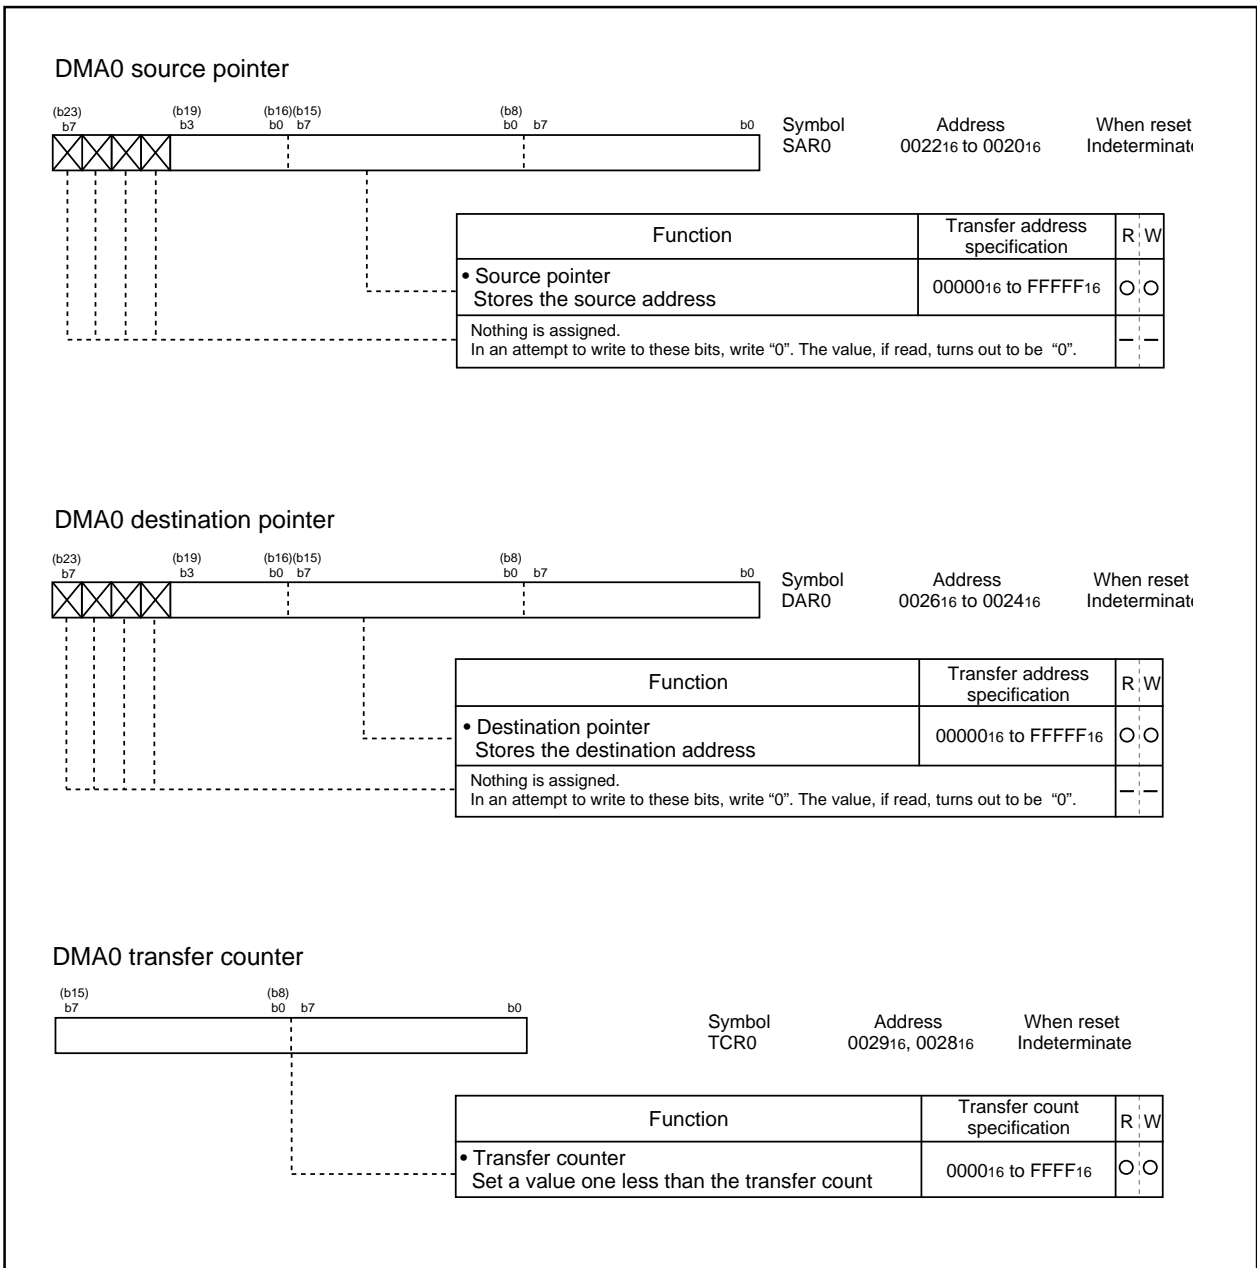 DMA0 source pointer
(b23) (b19) (b16)(b15) (b8)
b7 b3 b0 b7 b0 b7 b0
Symbol Address When reset
SAR0 002216 to 002016 Indeterminate
Function Transfer address specification R W
• Source pointer
Stores the source address 0000016 to FFFFF16
Nothing is assigned.
In an attempt to write to these bits, write “0”. The value, if read, turns out to be “0”.
DMA0 destination pointer
(b23) (b19) (b16)(b15) (b8)
b7 b3 b0 b7 b0 b7 b0
Symbol Address When reset
DAR0 002616 to 002416 Indeterminate
Function Transfer address specification R W
• Destination pointer
Stores the destination address 0000016 to FFFFF16
Nothing is assigned.
In an attempt to write to these bits, write “0”. The value, if read, turns out to be “0”.
DMA0 transfer counter
(b15) (b8)
b7 b0 b7 b0
Symbol Address When reset
TCR0 002916, 002816 Indeterminate
Function Transfer count specification R W
• Transfer counter
Set a value one less than the transfer count 000016 to FFFF16